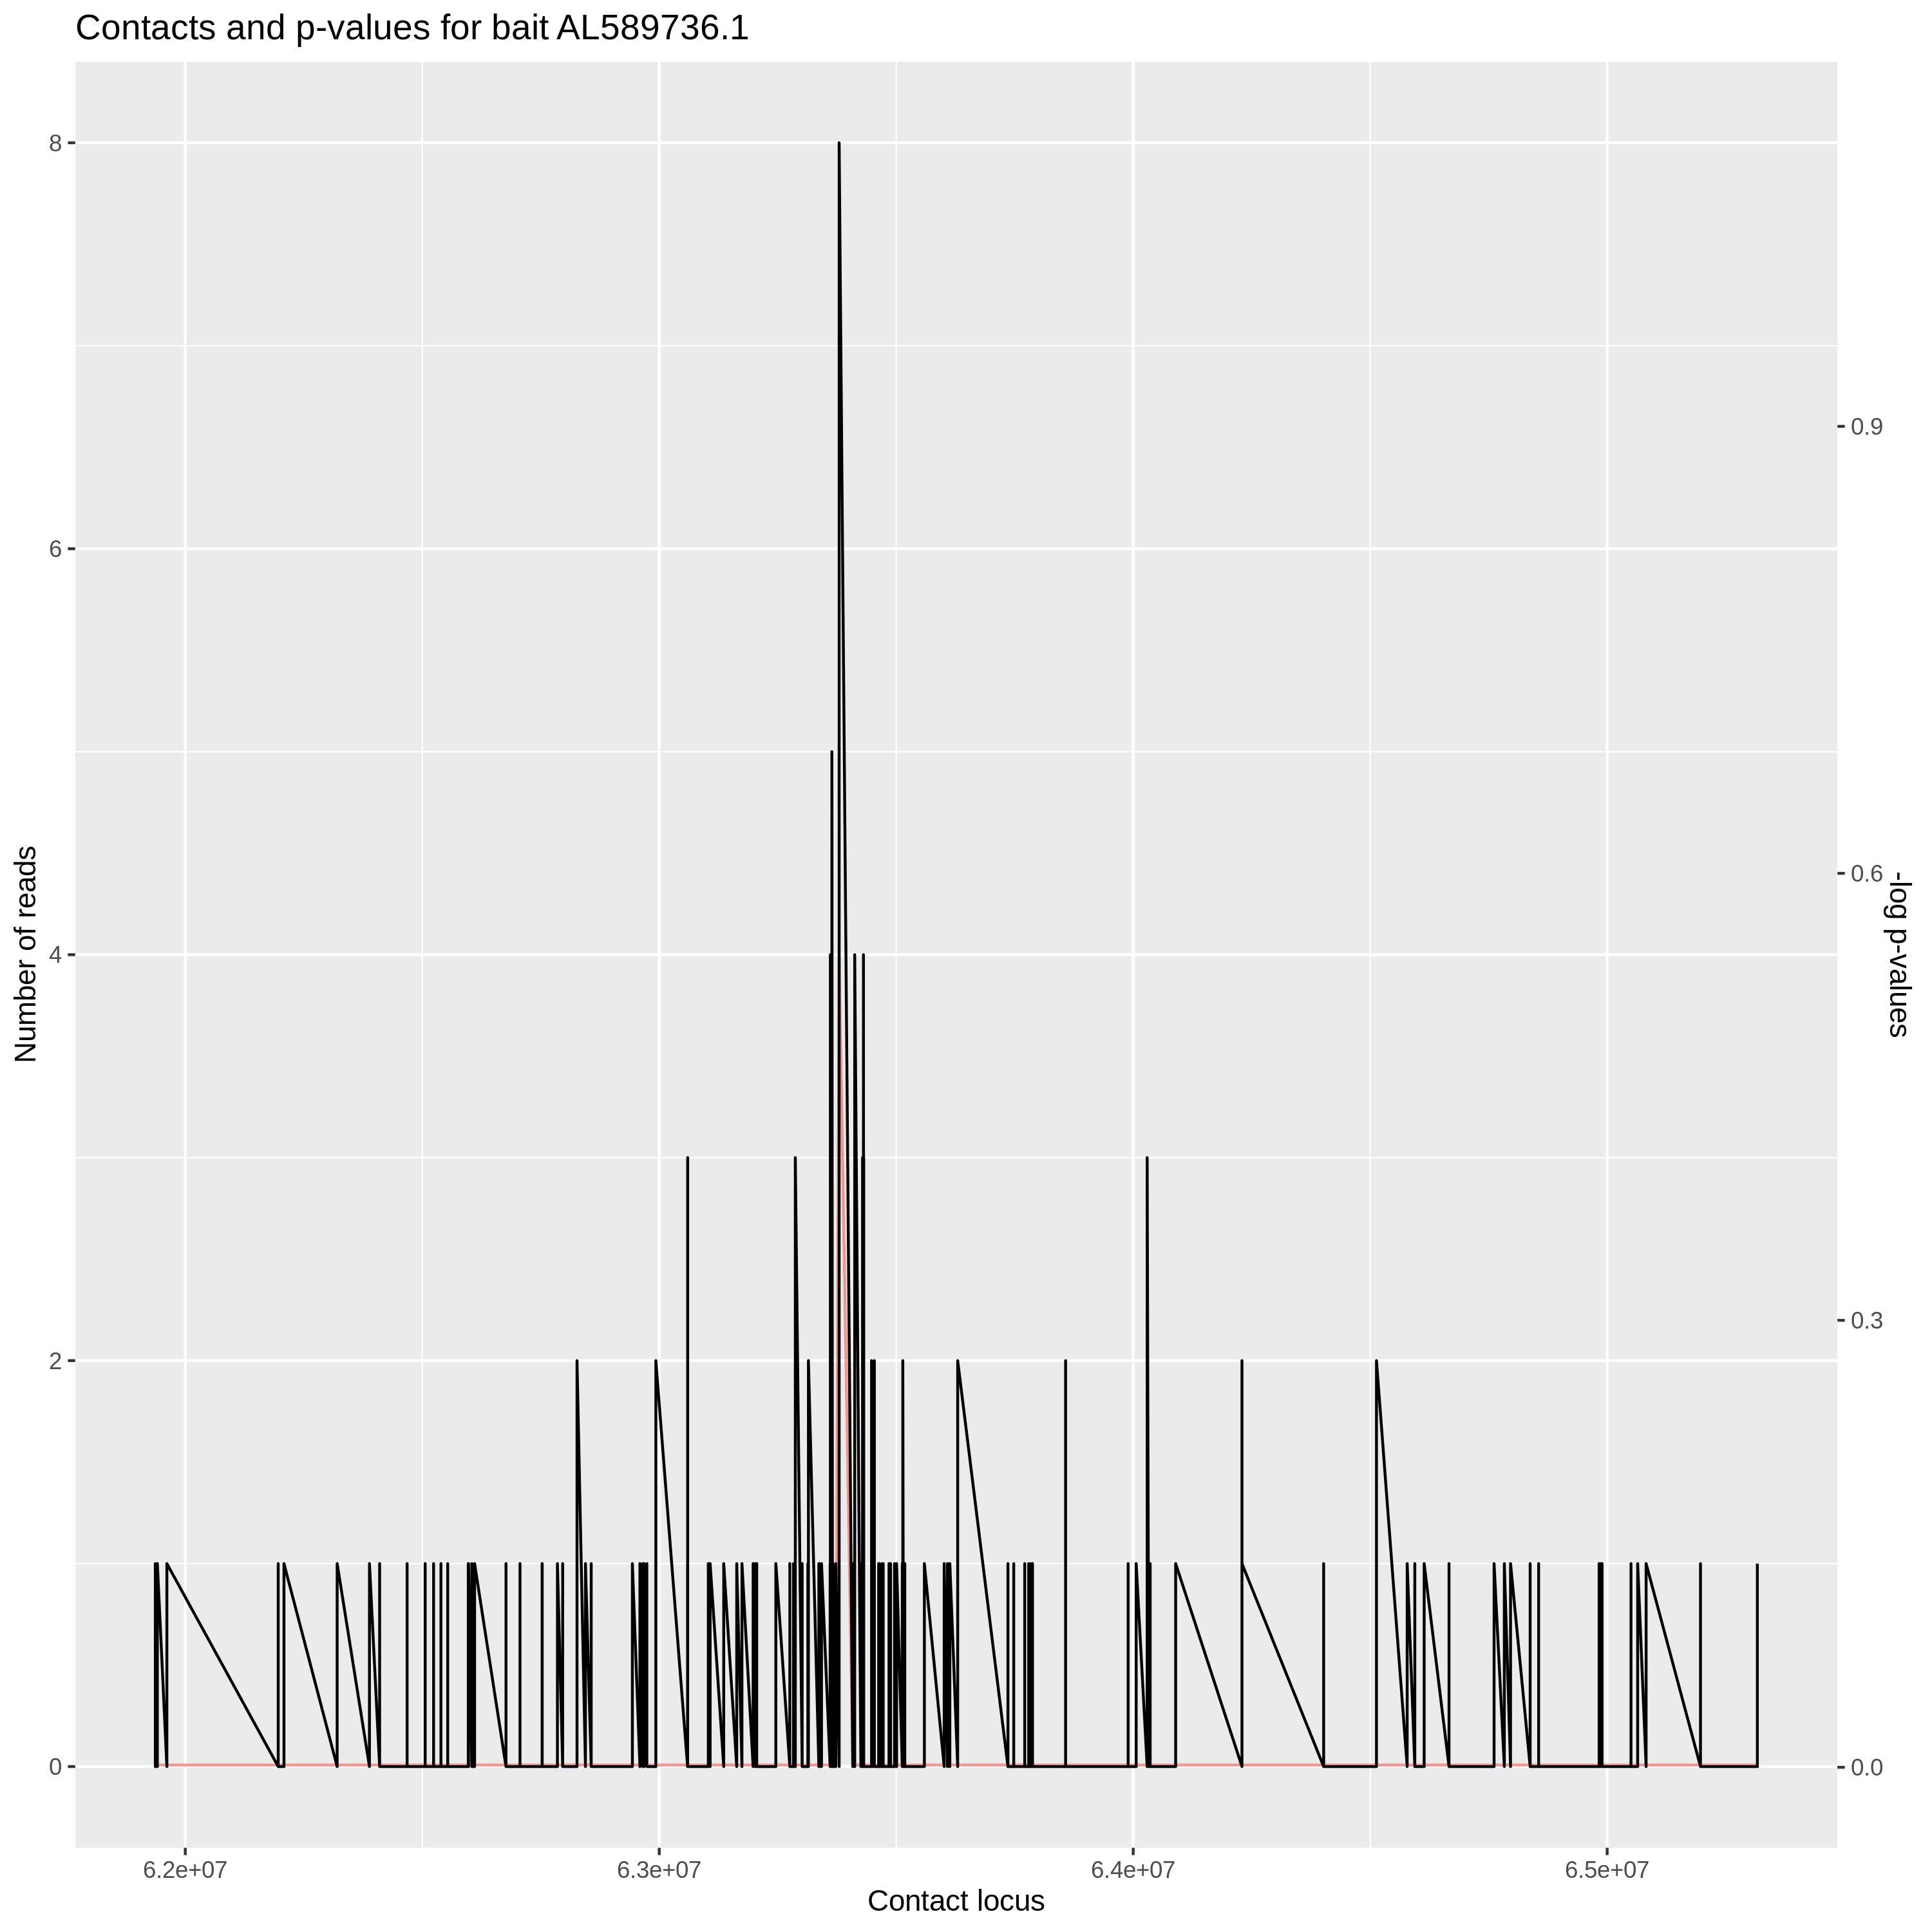 Contacts and p-values for bait AL589736.1
8
6
4
2
0
Number of reads
0.9
0.6
0.3
0.0
-log p-values
6.2e+07
6.3e+07
6.4e+07
6.5e+07
Contact locus